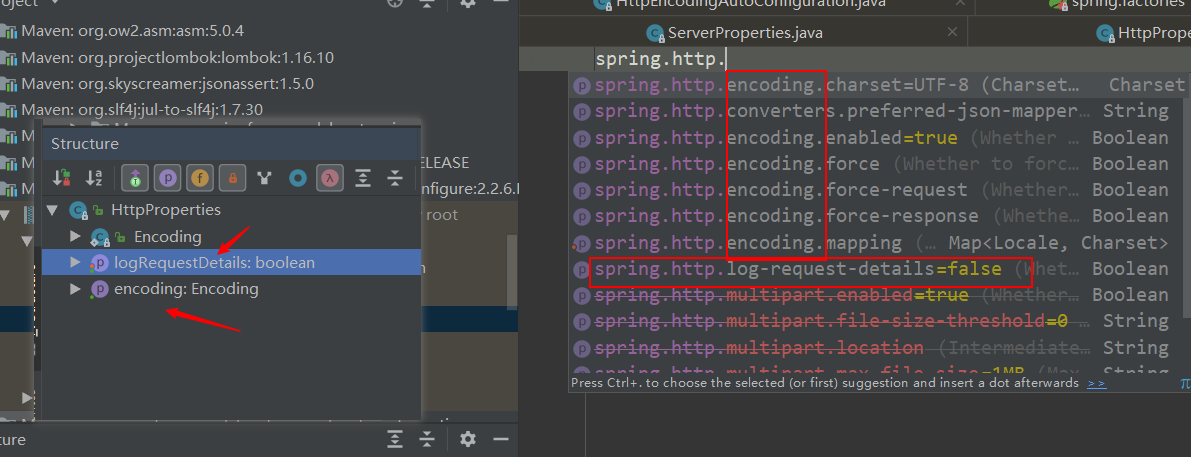 Maven: org.ow2.asm:asm:5.0.4
Maven: org.projectlombok:lombok:1.16.10
Maven: org.skyscreamer:jsonassert:1.5.0
Maven: org.slf4j:jul-to-slf4j:1.7.30
Structure
HttpProperties
Encoding
logRequestDetails: boolean
encoding: Encoding
RELEASE
onfigure:2.2.6.
root
HttpEncodingAutoConfiguration.java
spring.factories
ServerProperties.java
HttpPrope
spring.http.
spring.http.encoding.charset=UTF-8 (Charset… Charset
spring.http.converters.preferred-json-mapper… String
spring.http.encoding.enabled=true (Whether … Boolean
spring.http.encoding.force (Whether to forc… Boolean
spring.http.encoding.force-request (Whether… Boolean
spring.http.encoding.force-response (Whethe… Boolean
spring.http.encoding.mapping (… Map<Locale, Charset>
spring.http.log-request-details=false (Whet… Boolean
spring.http.multipart.enabled=true (Whether… Boolean
spring.http.multipart.file-size-threshold=0 … String
spring.http.multipart.location (Intermediate… String
spring.http.multipart.max-file-size=1MB (Max… String
Press Ctrl+. to choose the selected (or first) suggestion and insert a dot afterwards >>
π